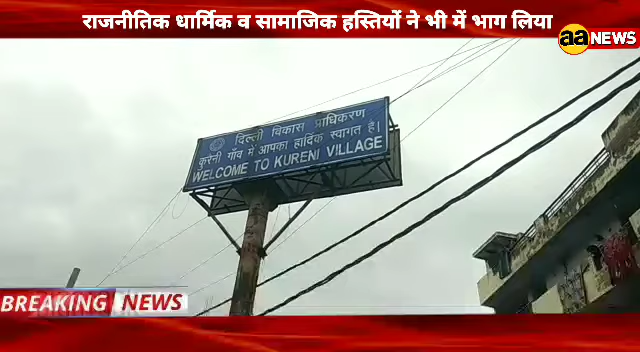 राजनीतिक धार्मिक व सामाजिक हस्तियों ने भी में भाग लिया
aa NEWS
दिल्ली विकास प्राधिकरण
कुरेनी गाँव में आपका हार्दिक स्वागत है।
WELCOME TO KURENI VILLAGE
BREAKING NEWS